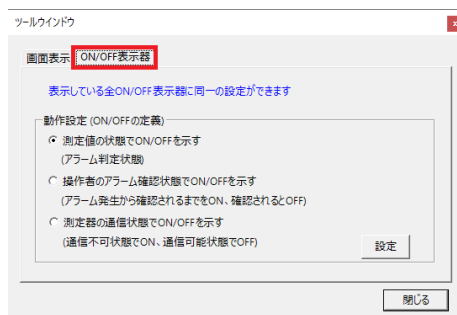 ツールウインドウ
x
画面表示 ON/OFF表示器
表示している全ON/OFF表示器に同一の設定ができます
動作設定 (ON/OFFの定義)
測定値の状態でON/OFFを示す
(アラーム判定状態)
操作者のアラーム確認状態でON/OFFを示す
(アラーム発生から確認されるまでをON、確認されるとOFF)
測定器の通信状態でON/OFFを示す
(通信不可状態でON、通信可能状態でOFF)
設定
閉じる